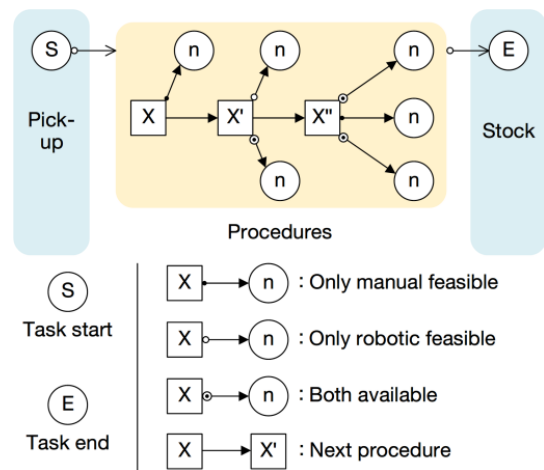 S
n
n
n
E
Pick-
up
X
X'
X"
n
Stock
n
n
Procedures
S
Task start
E
Task end
X
n
: Only manual feasible
X
n
: Only robotic feasible
X
n
: Both available
X
X'
: Next procedure